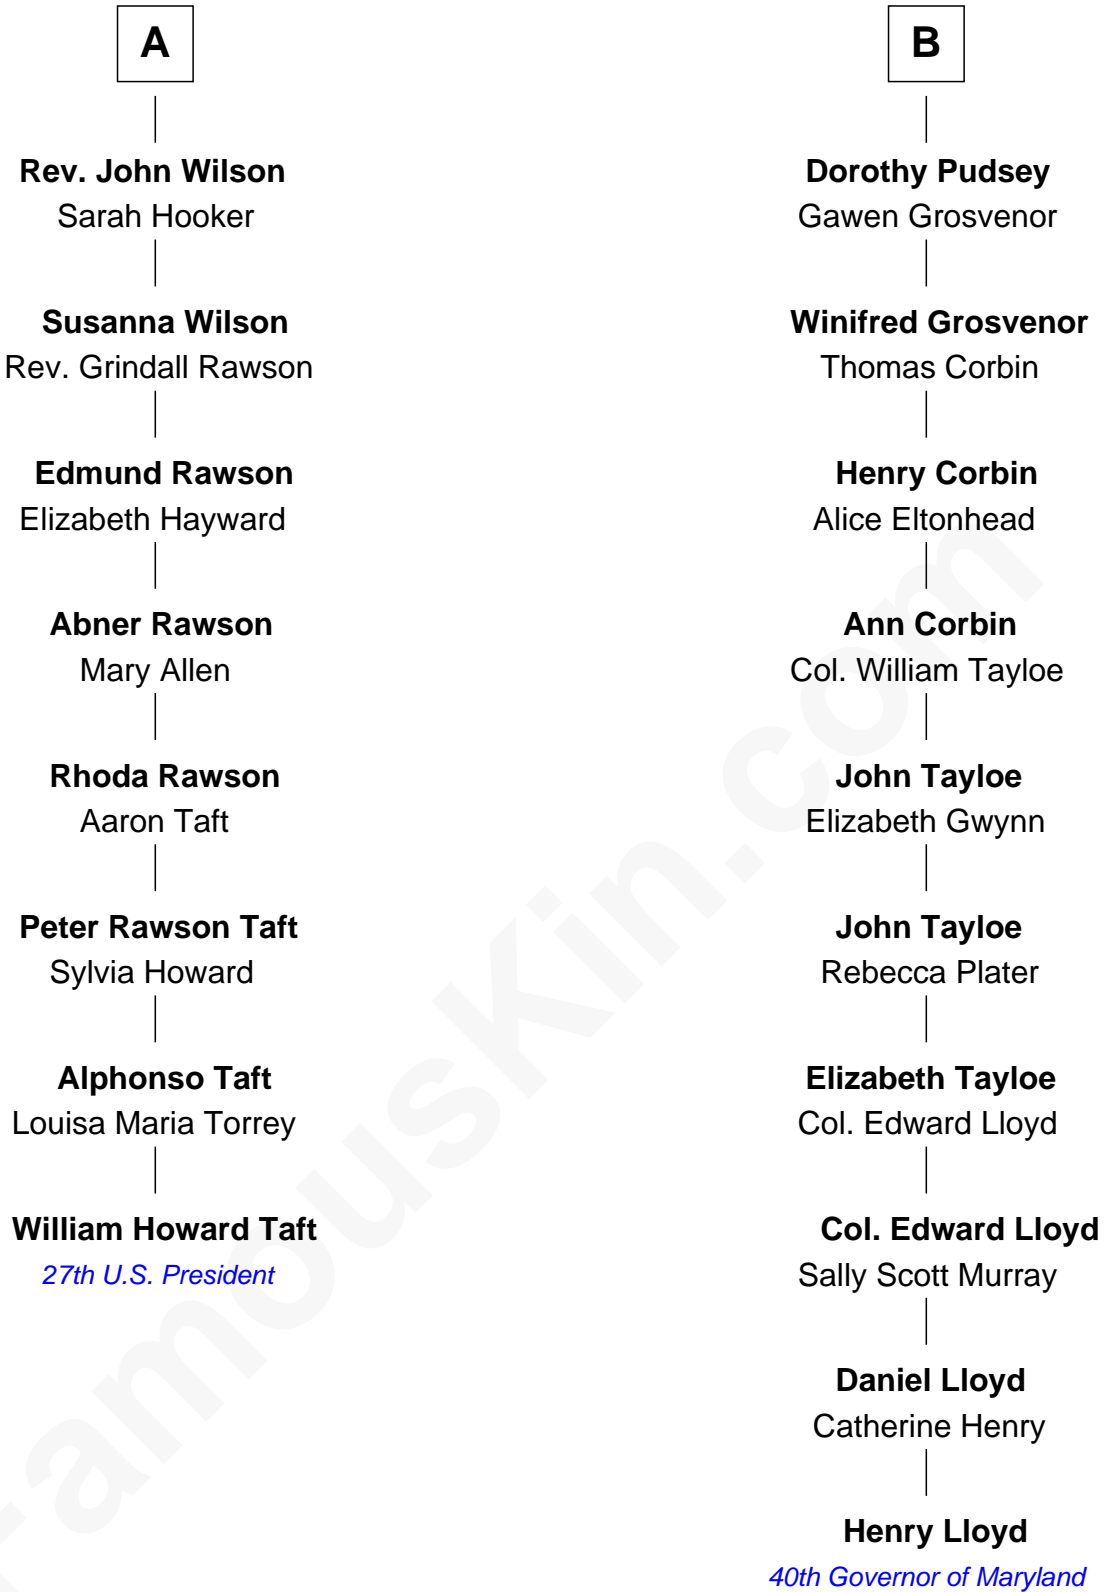 A
Rev. John Wilson
Sarah Hooker
Susanna Wilson
Rev. Grindall Rawson
Edmund Rawson
Elizabeth Hayward
Abner Rawson
Mary Allen
Rhoda Rawson
Aaron Taft
Peter Rawson Taft
Sylvia Howard
Alphonso Taft
Louisa Maria Torrey
William Howard Taft
27th U.S. President
B
Dorothy Pudsey
Gawen Grosvenor
Winifred Grosvenor
Thomas Corbin
Henry Corbin
Alice Eltonhead
Ann Corbin
Col. William Tayloe
John Tayloe
Elizabeth Gwynn
John Tayloe
Rebecca Plater
Elizabeth Tayloe
Col. Edward Lloyd
Col. Edward Lloyd
Sally Scott Murray
Daniel Lloyd
Catherine Henry
Henry Lloyd
40th Governor of Maryland
FamousKin.com